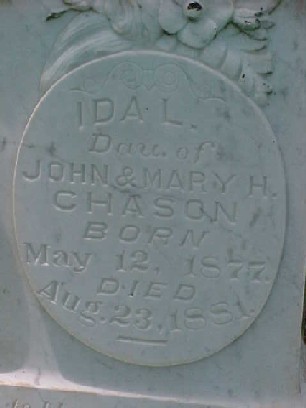 IDA L.
Dau. of
JOHN & MARY H.
CHASON
BORN
May 12, 1877.
DIED
Aug. 23, 1881.